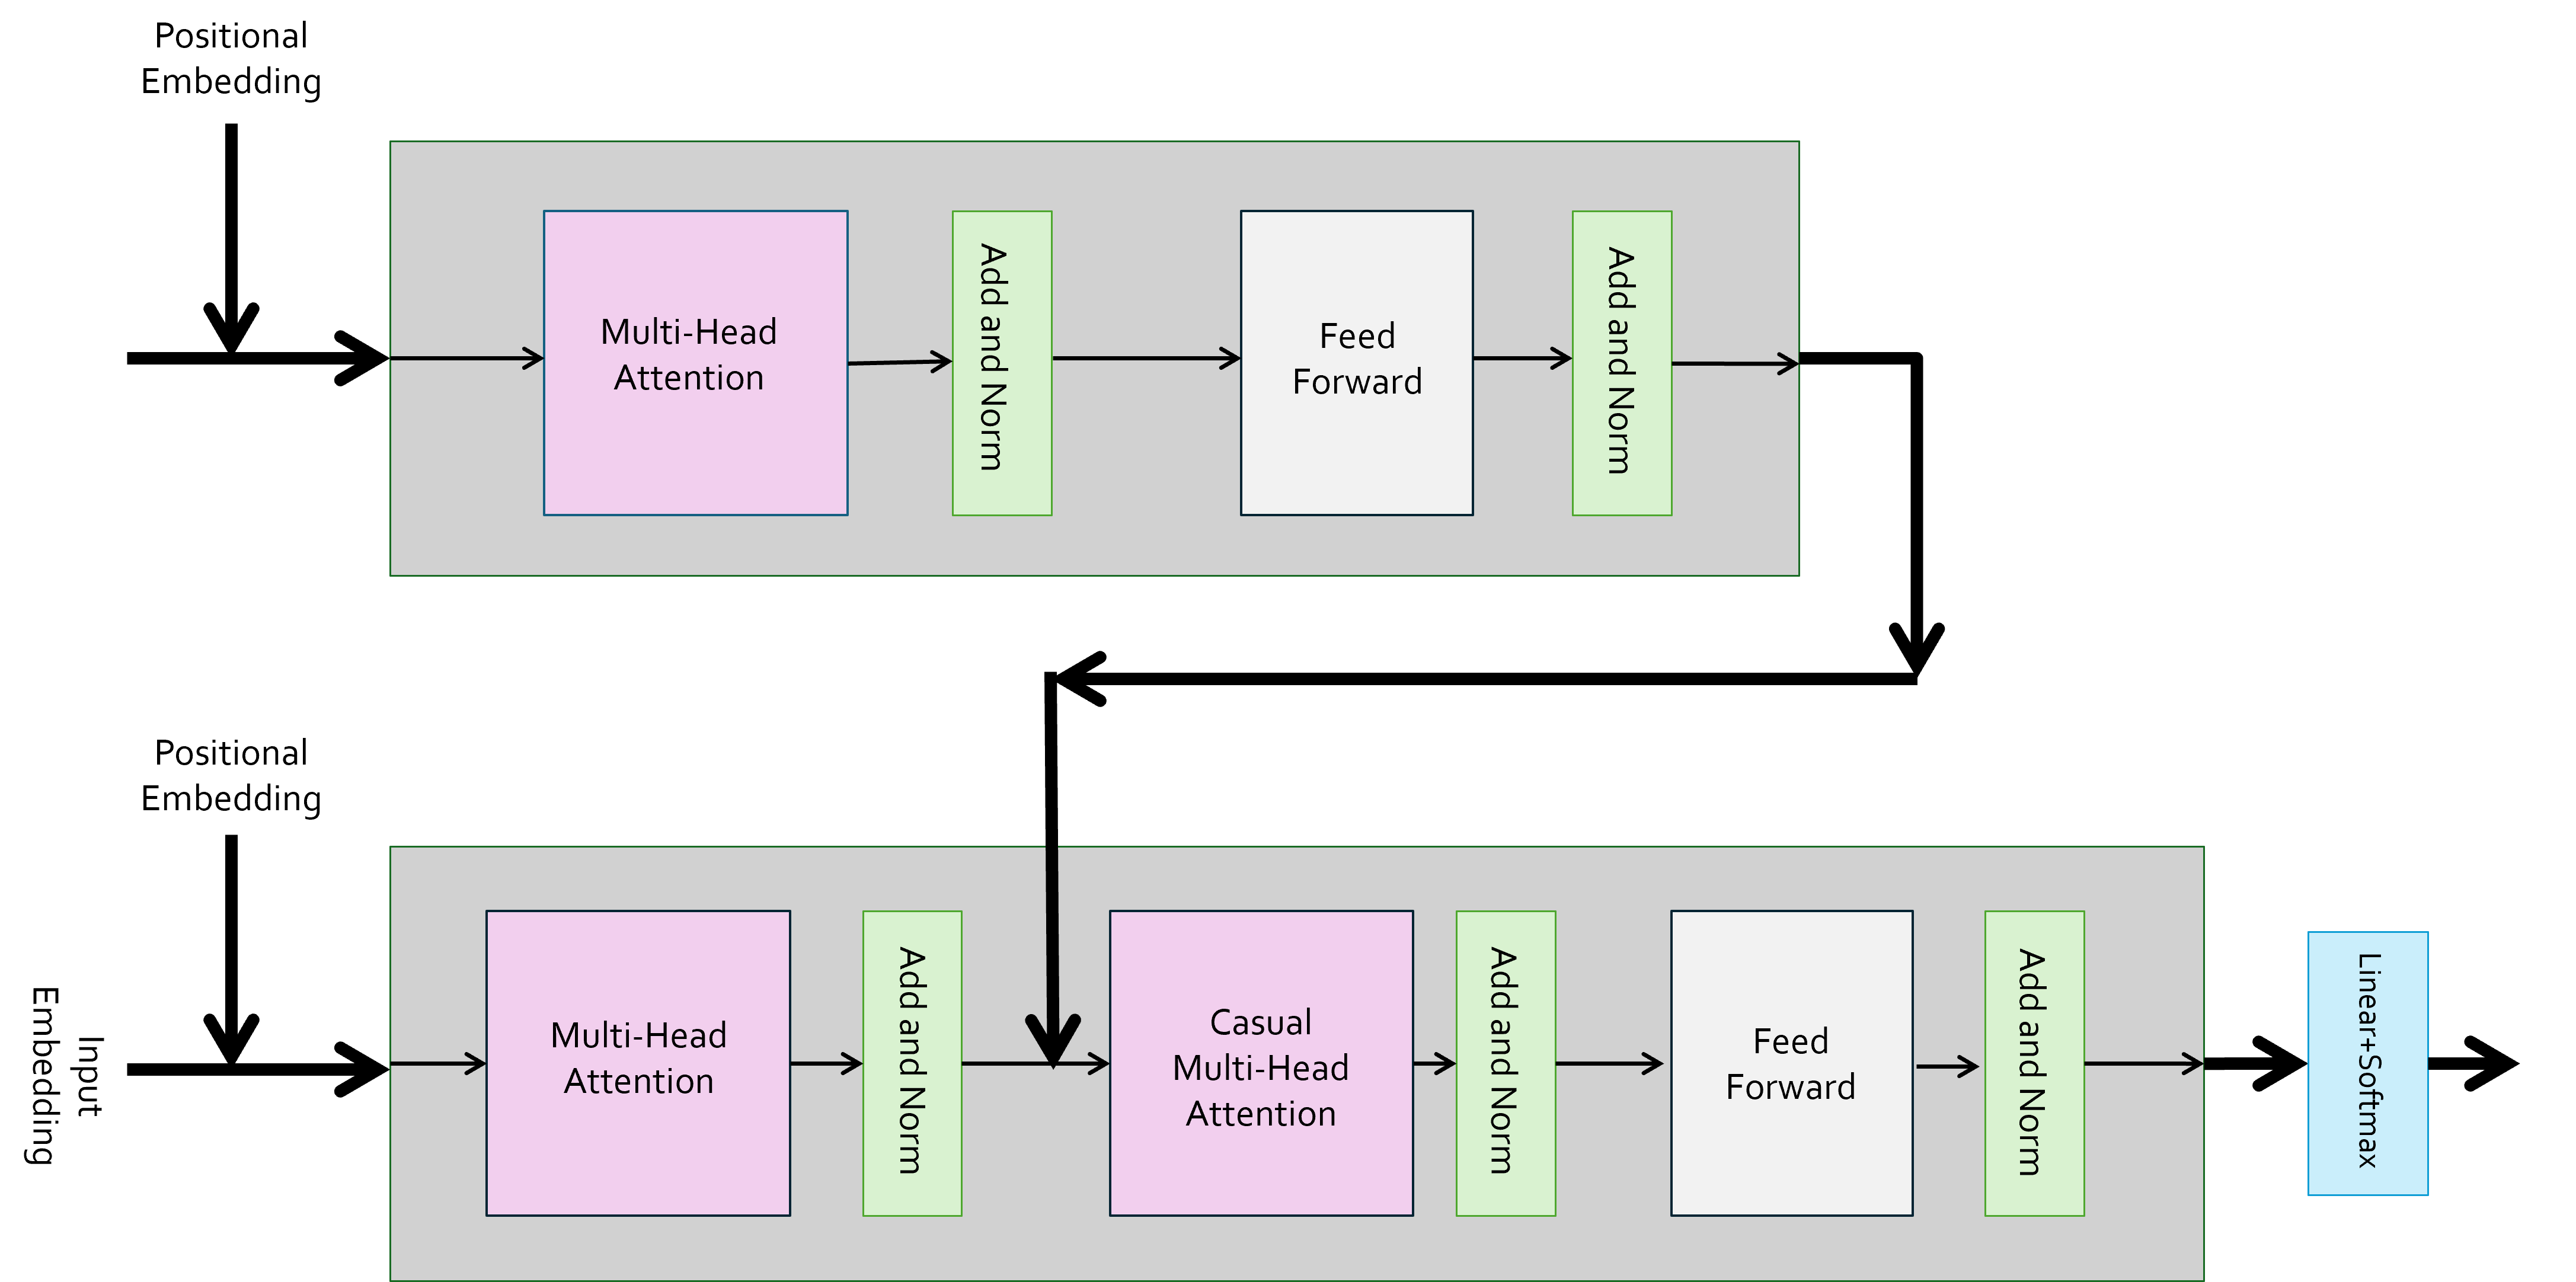 Positional
Embedding
Multi-Head
Attention
Add and Norm
Feed
Forward
Add and Norm
Positional
Embedding
Input
Embedding
Multi-Head
Attention
Add and Norm
Casual
Multi-Head
Attention
Add and Norm
Feed
Forward
Add and Norm
Linear+Softmax